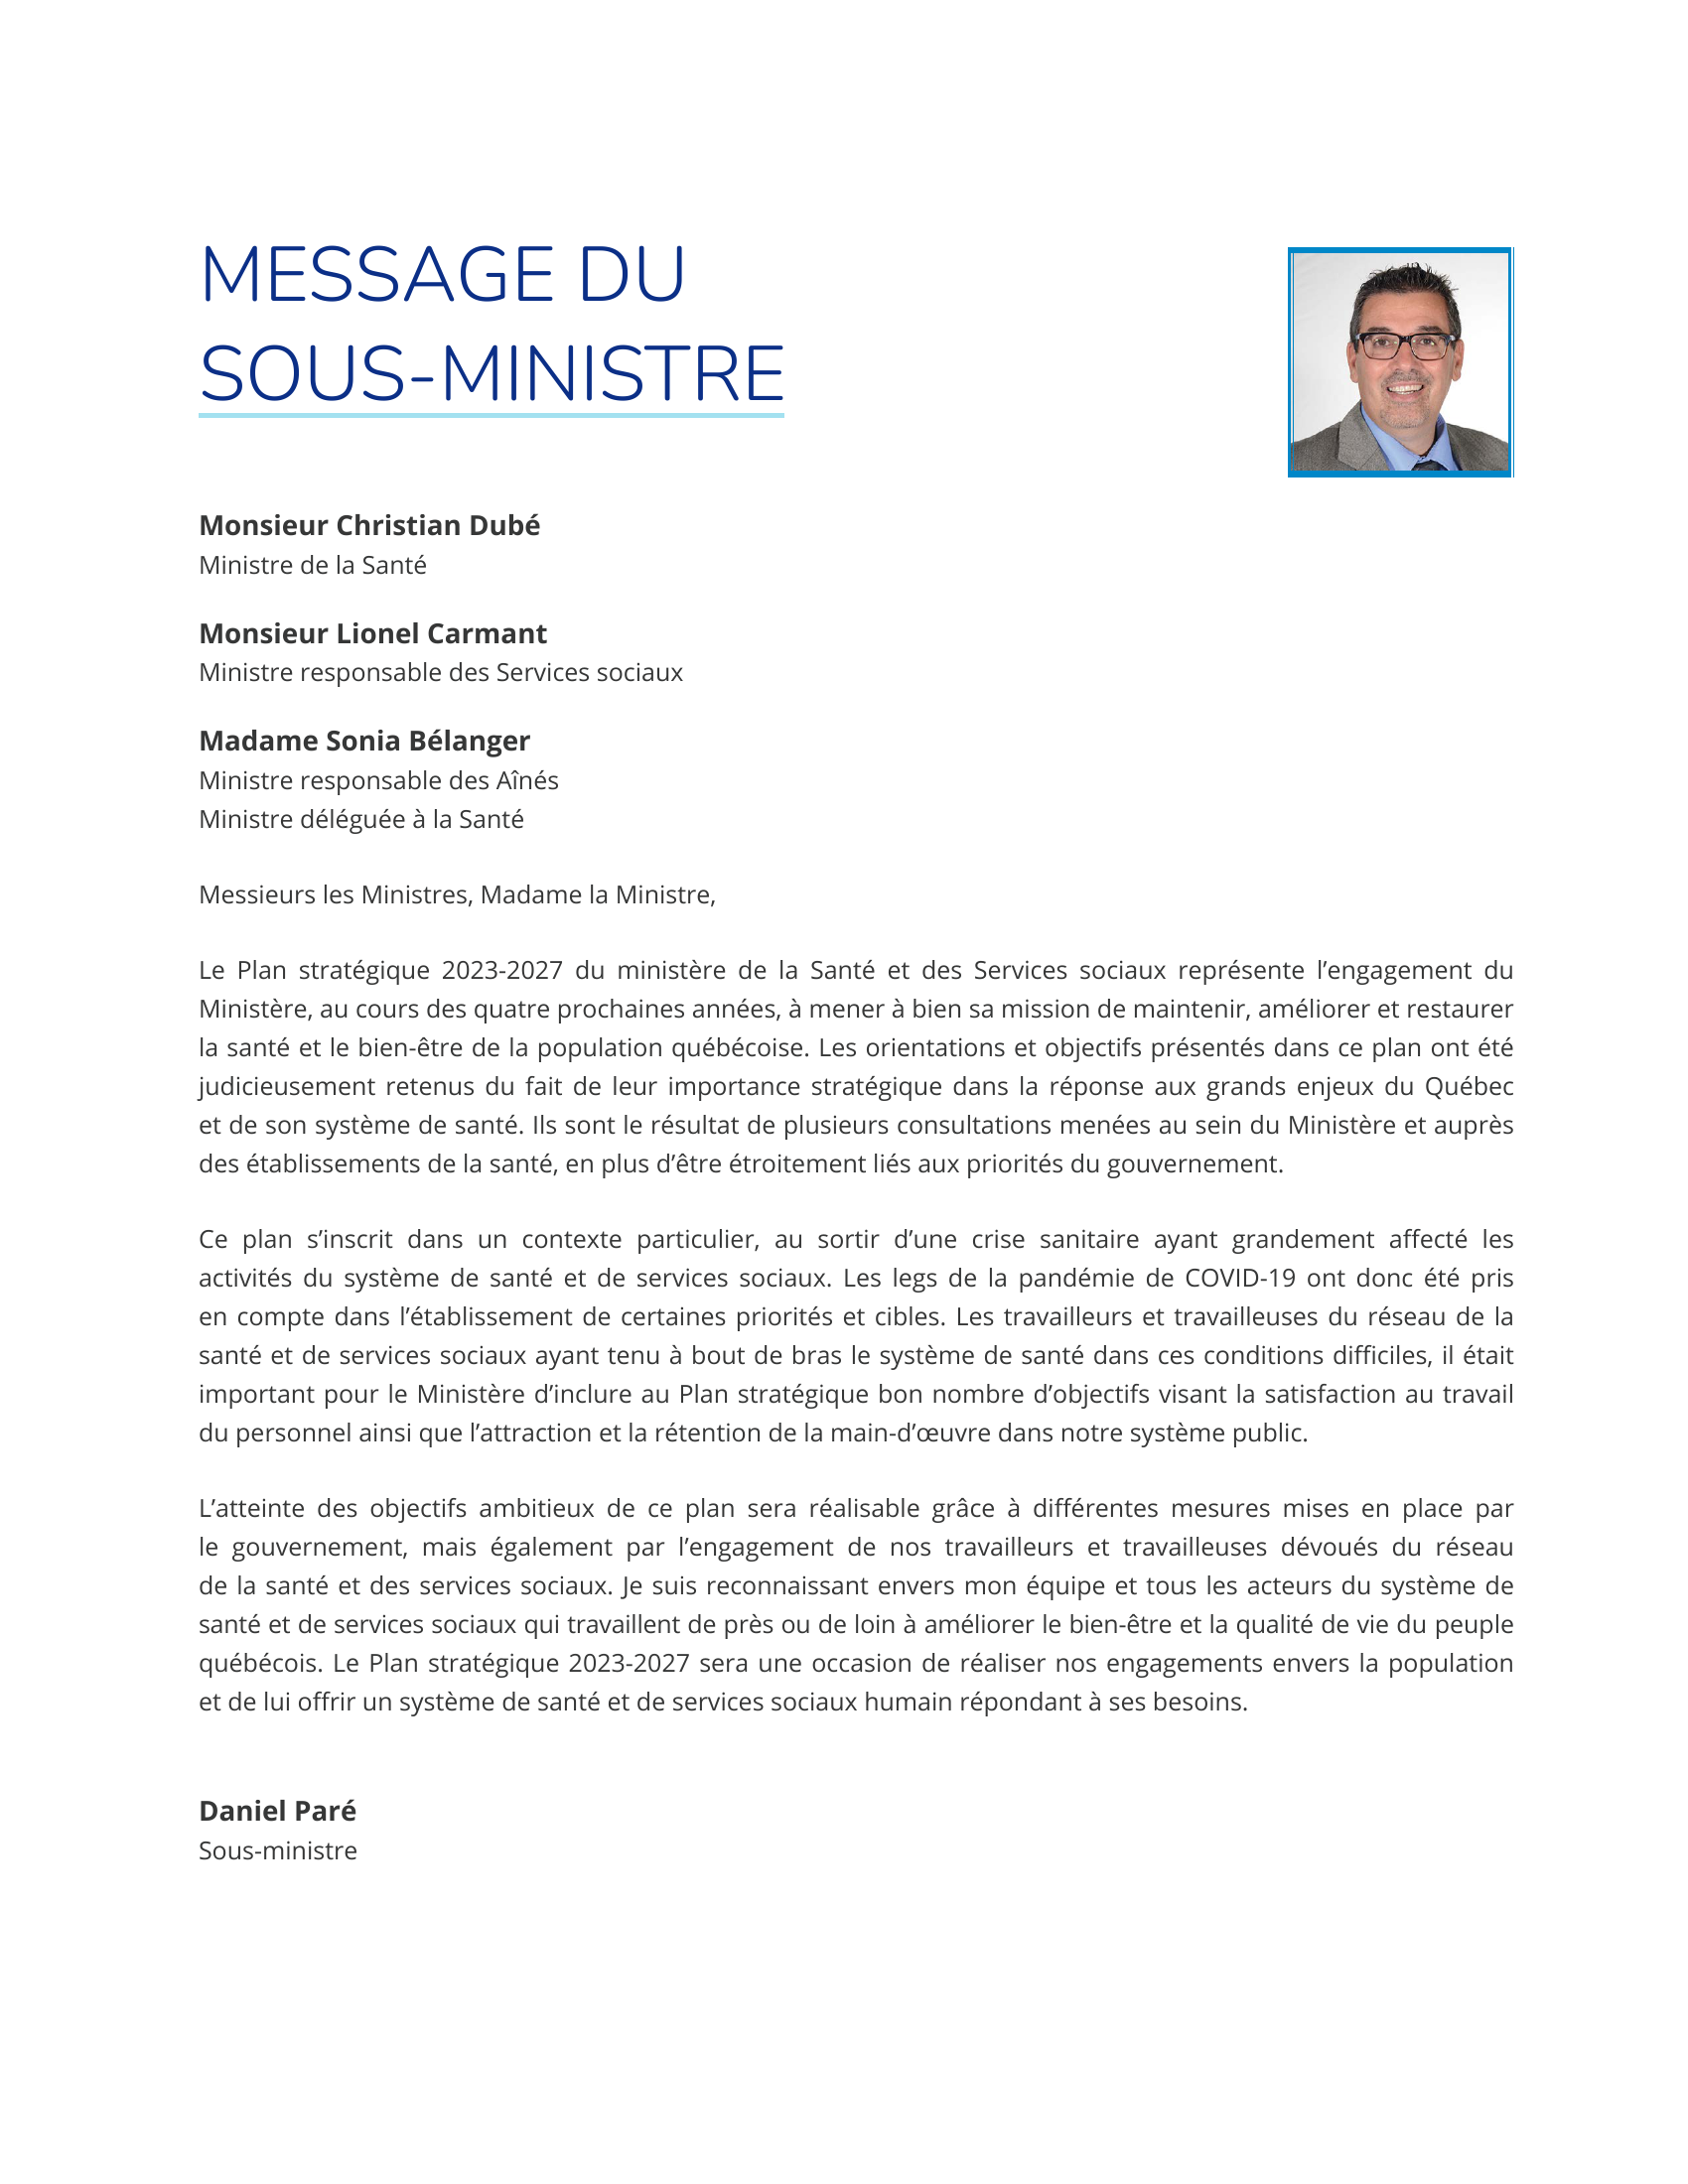 MESSAGE DU
SOUS-MINISTRE
Monsieur Christian Dubé
Ministre de la Santé
Monsieur Lionel Carmant
Ministre responsable des Services sociaux
Madame Sonia Bélanger
Ministre responsable des Aînés
Ministre déléguée à la Santé
Messieurs les Ministres, Madame la Ministre,
Le Plan stratégique 2023-2027 du ministère de la Santé et des Services sociaux représente l’engagement du
Ministère, au cours des quatre prochaines années, à mener à bien sa mission de maintenir, améliorer et restaurer
la santé et le bien-être de la population québécoise. Les orientations et objectifs présentés dans ce plan ont été
judicieusement retenus du fait de leur importance stratégique dans la réponse aux grands enjeux du Québec
et de son système de santé. Ils sont le résultat de plusieurs consultations menées au sein du Ministère et auprès
des établissements de la santé, en plus d’être étroitement liés aux priorités du gouvernement.
Ce plan s’inscrit dans un contexte particulier, au sortir d’une crise sanitaire ayant grandement affecté les
activités du système de santé et de services sociaux. Les legs de la pandémie de COVID-19 ont donc été pris
en compte dans l’établissement de certaines priorités et cibles. Les travailleurs et travailleuses du réseau de la
santé et de services sociaux ayant tenu à bout de bras le système de santé dans ces conditions difficiles, il était
important pour le Ministère d’inclure au Plan stratégique bon nombre d’objectifs visant la satisfaction au travail
du personnel ainsi que l’attraction et la rétention de la main-d’œuvre dans notre système public.
L’atteinte des objectifs ambitieux de ce plan sera réalisable grâce à différentes mesures mises en place par
le gouvernement, mais également par l’engagement de nos travailleurs et travailleuses dévoués du réseau
de la santé et des services sociaux. Je suis reconnaissant envers mon équipe et tous les acteurs du système de
santé et de services sociaux qui travaillent de près ou de loin à améliorer le bien-être et la qualité de vie du peuple
québécois. Le Plan stratégique 2023-2027 sera une occasion de réaliser nos engagements envers la population
et de lui offrir un système de santé et de services sociaux humain répondant à ses besoins.
Daniel Paré
Sous-ministre